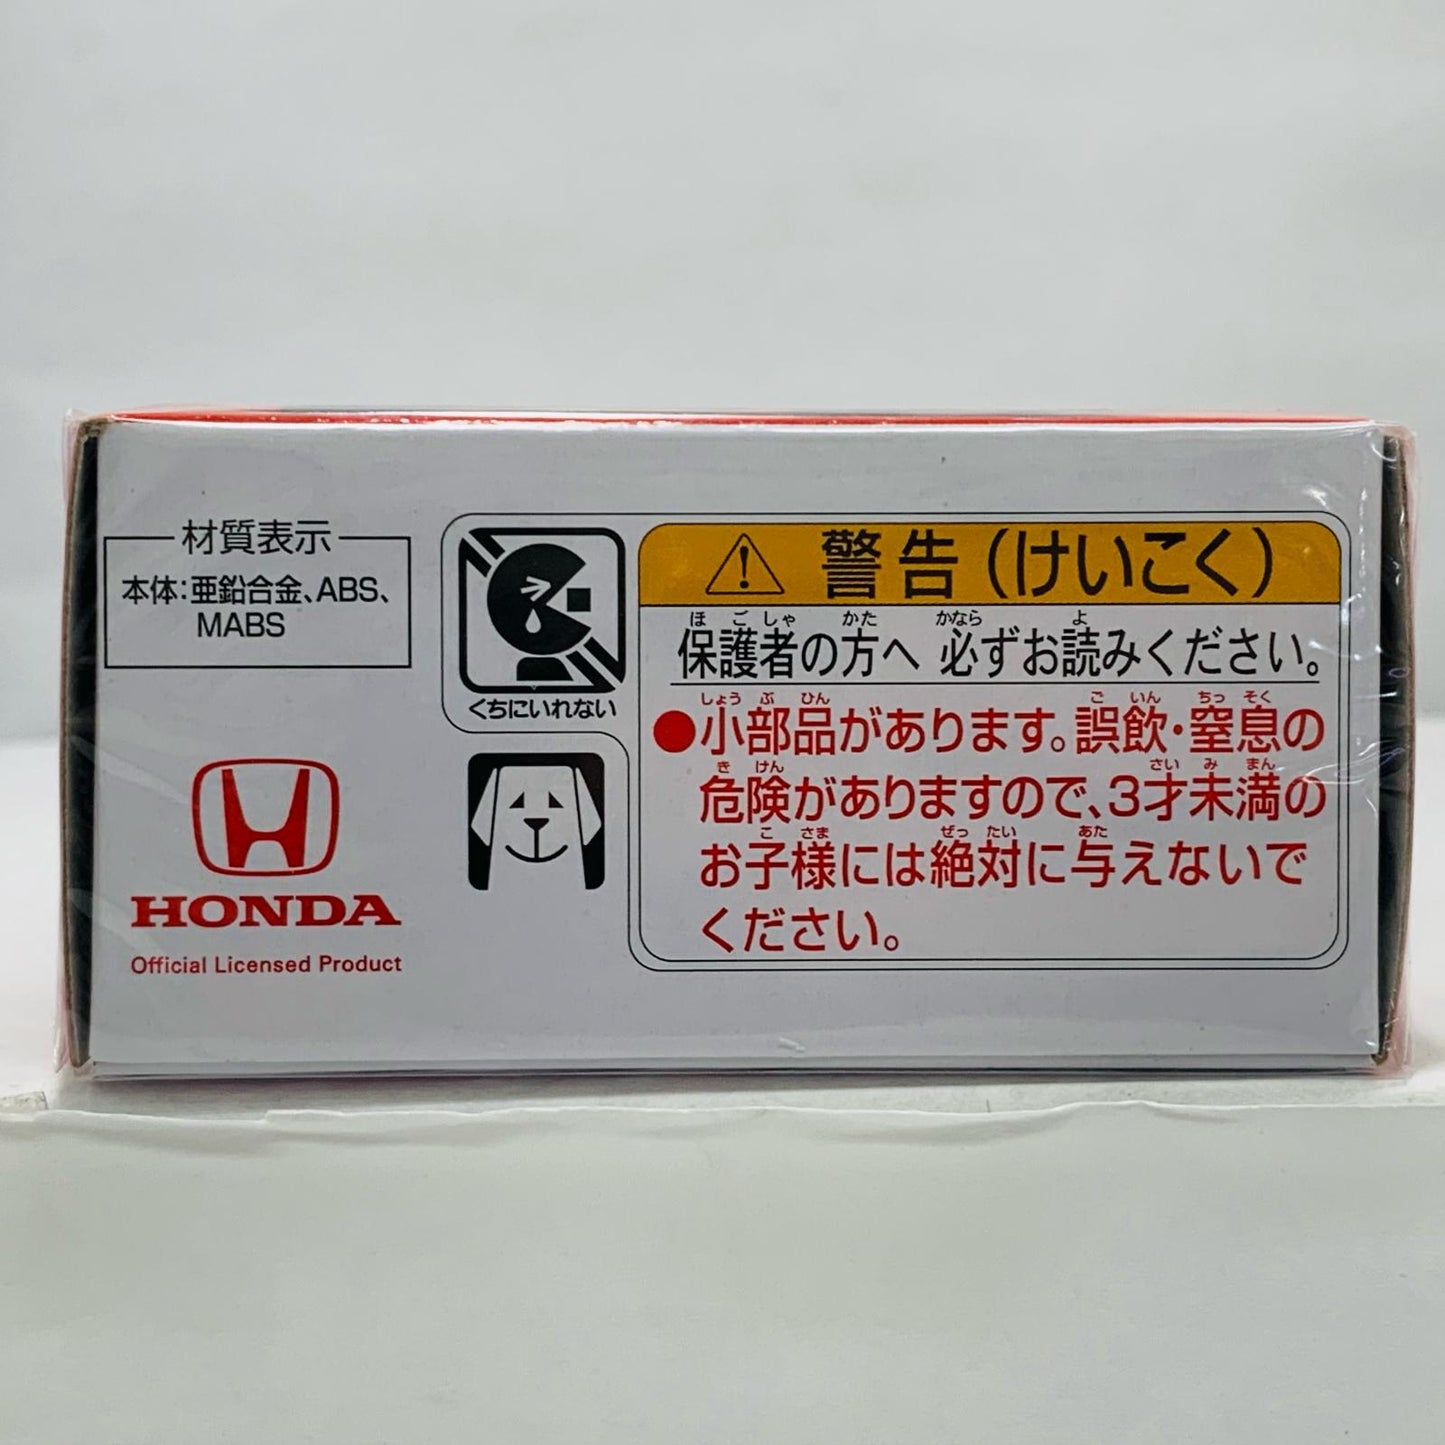 材質表示
本体:亜鉛合金、ABS、
MABS
HONDA
Official Licensed Product
くちにいれない
警告(けいこく)
ほごしゃ かた かなら よ
保護者の方へ 必ずお読みください。
しょうぶひん ごいん ちっそく
●小部品があります。誤飲・窒息の
きけん さいみまん
危険がありますので、3才未満の
こさま ぜったい あた
お子様には絶対に与えないで
ください。